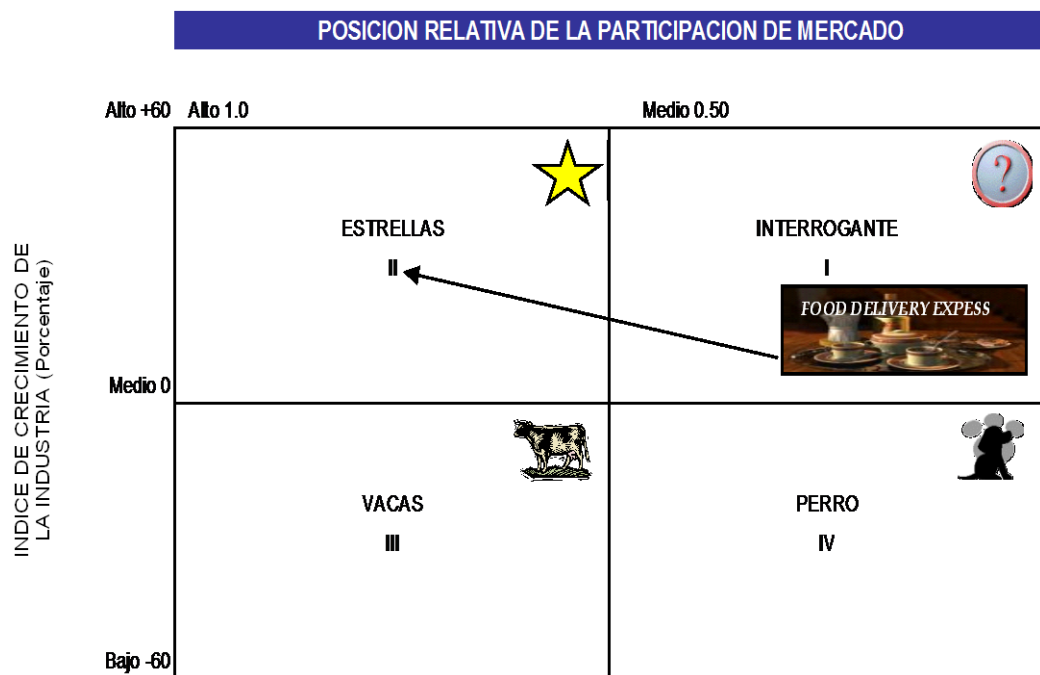 POSICION RELATIVA DE LA PARTICIPACION DE MERCADO
Alto +60 Alto 1.0 Medio 0.50
?
ESTRELLAS
II
INTERROGANTE
I
FOOD DELIVERY EXPESS
INDICE DE CRECIMIENTO DE
LA INDUSTRIA (Porcentaje)
Medio 0
VACAS
III
PERRO
IV
Bajo -60